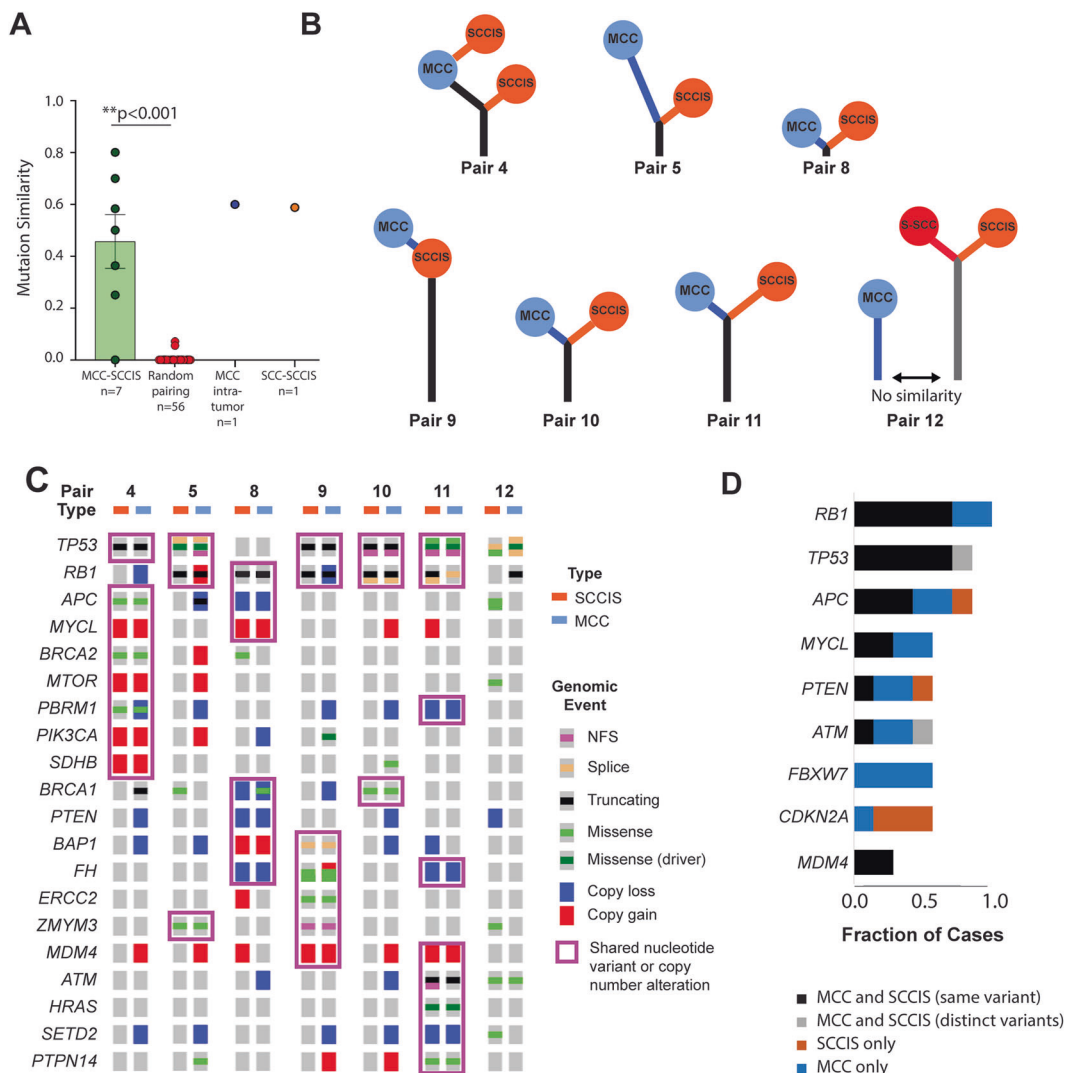 A
Mutaion Similarity
1.0
0.8
0.6
0.4
0.2
0.0
**p<0.001
MCC-SCCIS
n=7
Random
pairing
n=56
MCC
intra-
tumor
n=1
SCC-SCCIS
n=1
B
SCCIS
MCC
SCCIS
Pair 4
MCC
SCCIS
Pair 5
MCC
SCCIS
Pair 8
MCC
SCCIS
Pair 9
MCC
SCCIS
Pair 10
MCC
SCCIS
Pair 11
S-SCC
SCCIS
MCC
No similarity
Pair 12
C
Pair 4 5 8 9 10 11 12
Type
TP53
RB1
APC
MYCL
BRCA2
MTOR
PBRM1
PIK3CA
SDHB
BRCA1
PTEN
BAP1
FH
ERCC2
ZMYM3
MDM4
ATM
HRAS
SETD2
PTPN14
Type
SCCIS
MCC
Genomic
Event
NFS
Splice
Truncating
Missense
Missense (driver)
Copy loss
Copy gain
Shared nucleotide
variant or copy
number alteration
D
RB1
TP53
APC
MYCL
PTEN
ATM
FBXW7
CDKN2A
MDM4
0.0 0.5 1.0
Fraction of Cases
MCC and SCCIS (same variant)
MCC and SCCIS (distinct variants)
SCCIS only
MCC only